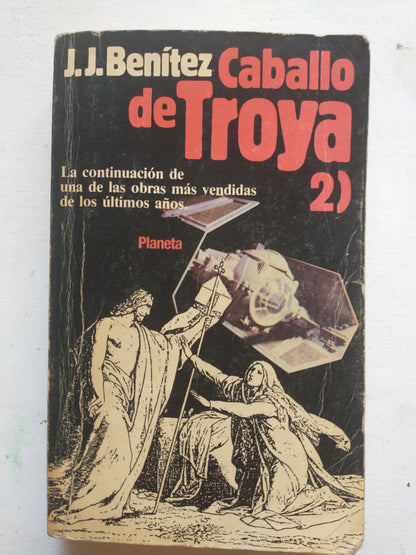 J.J. Benítez Caballo
de Troya
2)
La continuación de
una de las obras más vendidas
de los últimos años.
Planeta